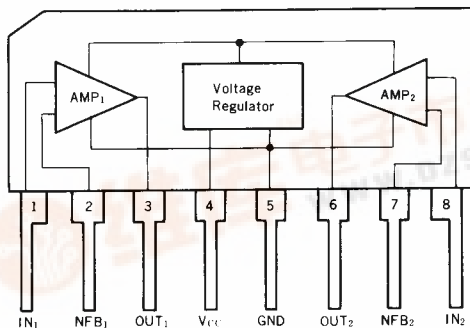 Voltage
Regulator
AMP₁
AMP₂
1 2 3 4 5 6 7 8
IN₁ NFB₁ OUT₁ VCC GND OUT₂ NFB₂ IN₂